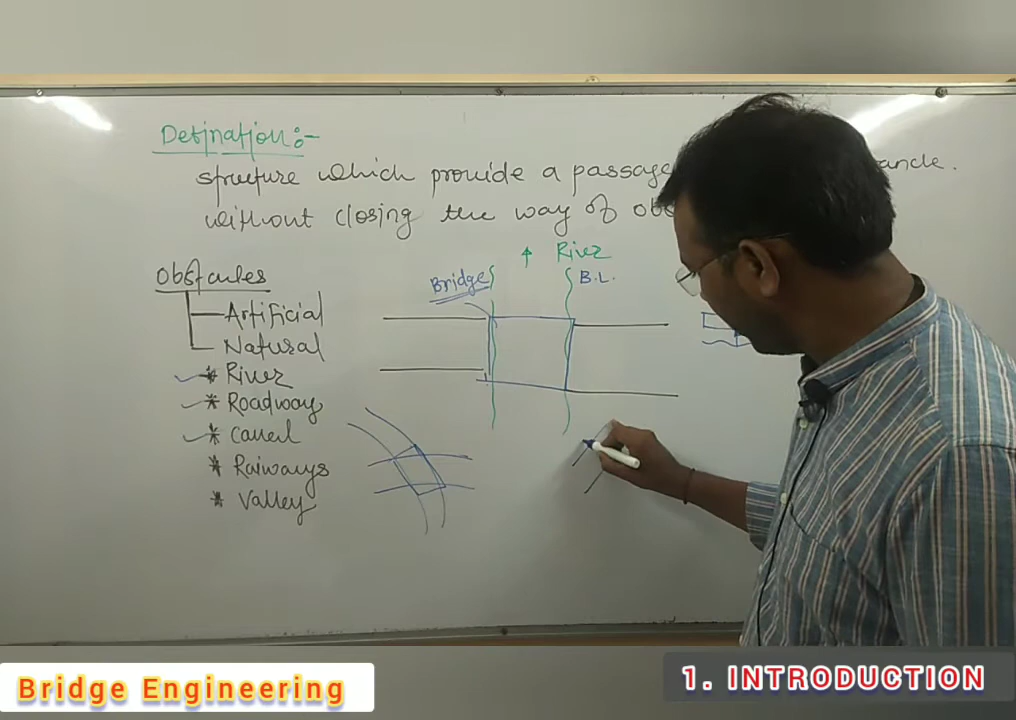 Defination:-
structure which provide a passage
without closing the way of
River
Obstacles
Bridge
B.L.
Artificial
Natural
* River
* Roadway
* Canal
* Raiways
* Valley
Bridge Engineering
1. INTRODUCTION